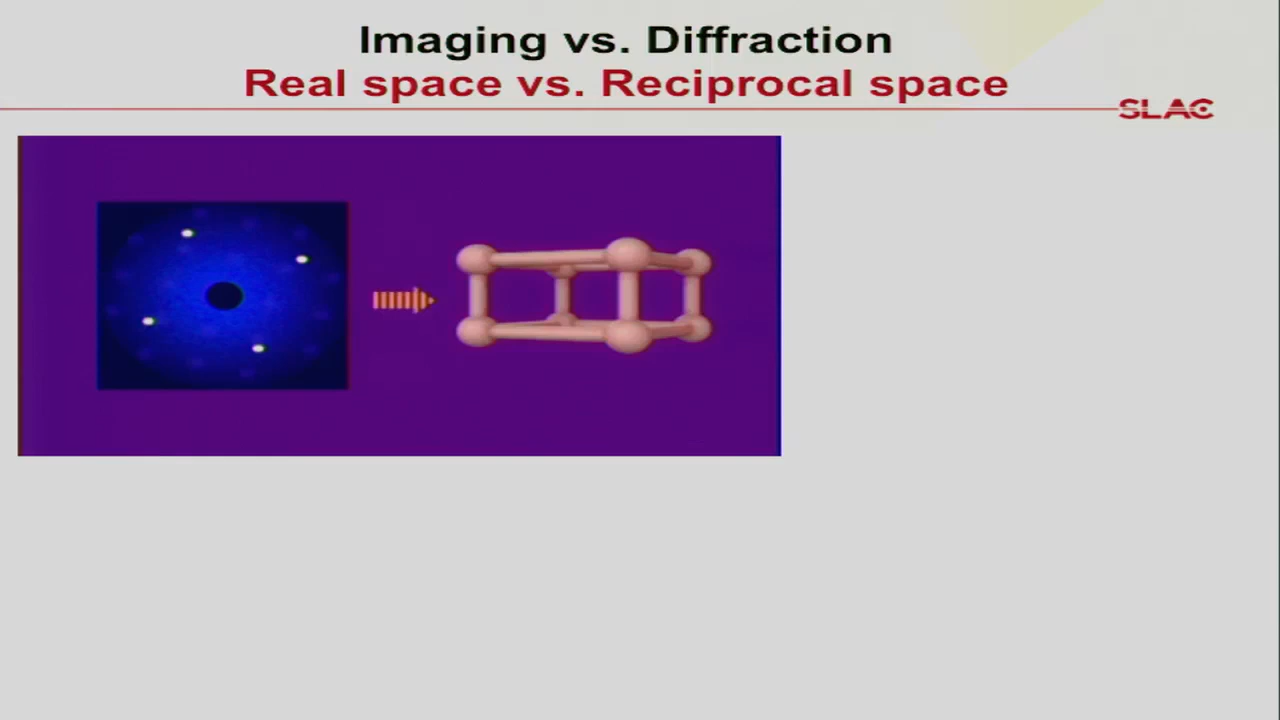 Imaging vs. Diffraction
Real space vs. Reciprocal space
SLAC